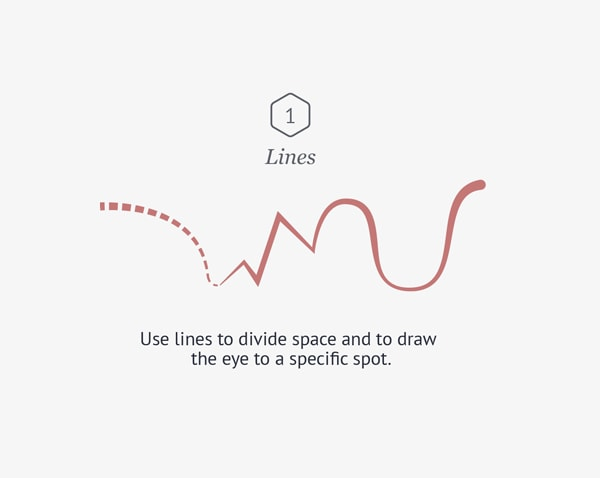 1
Lines
Use lines to divide space and to draw
the eye to a specific spot.